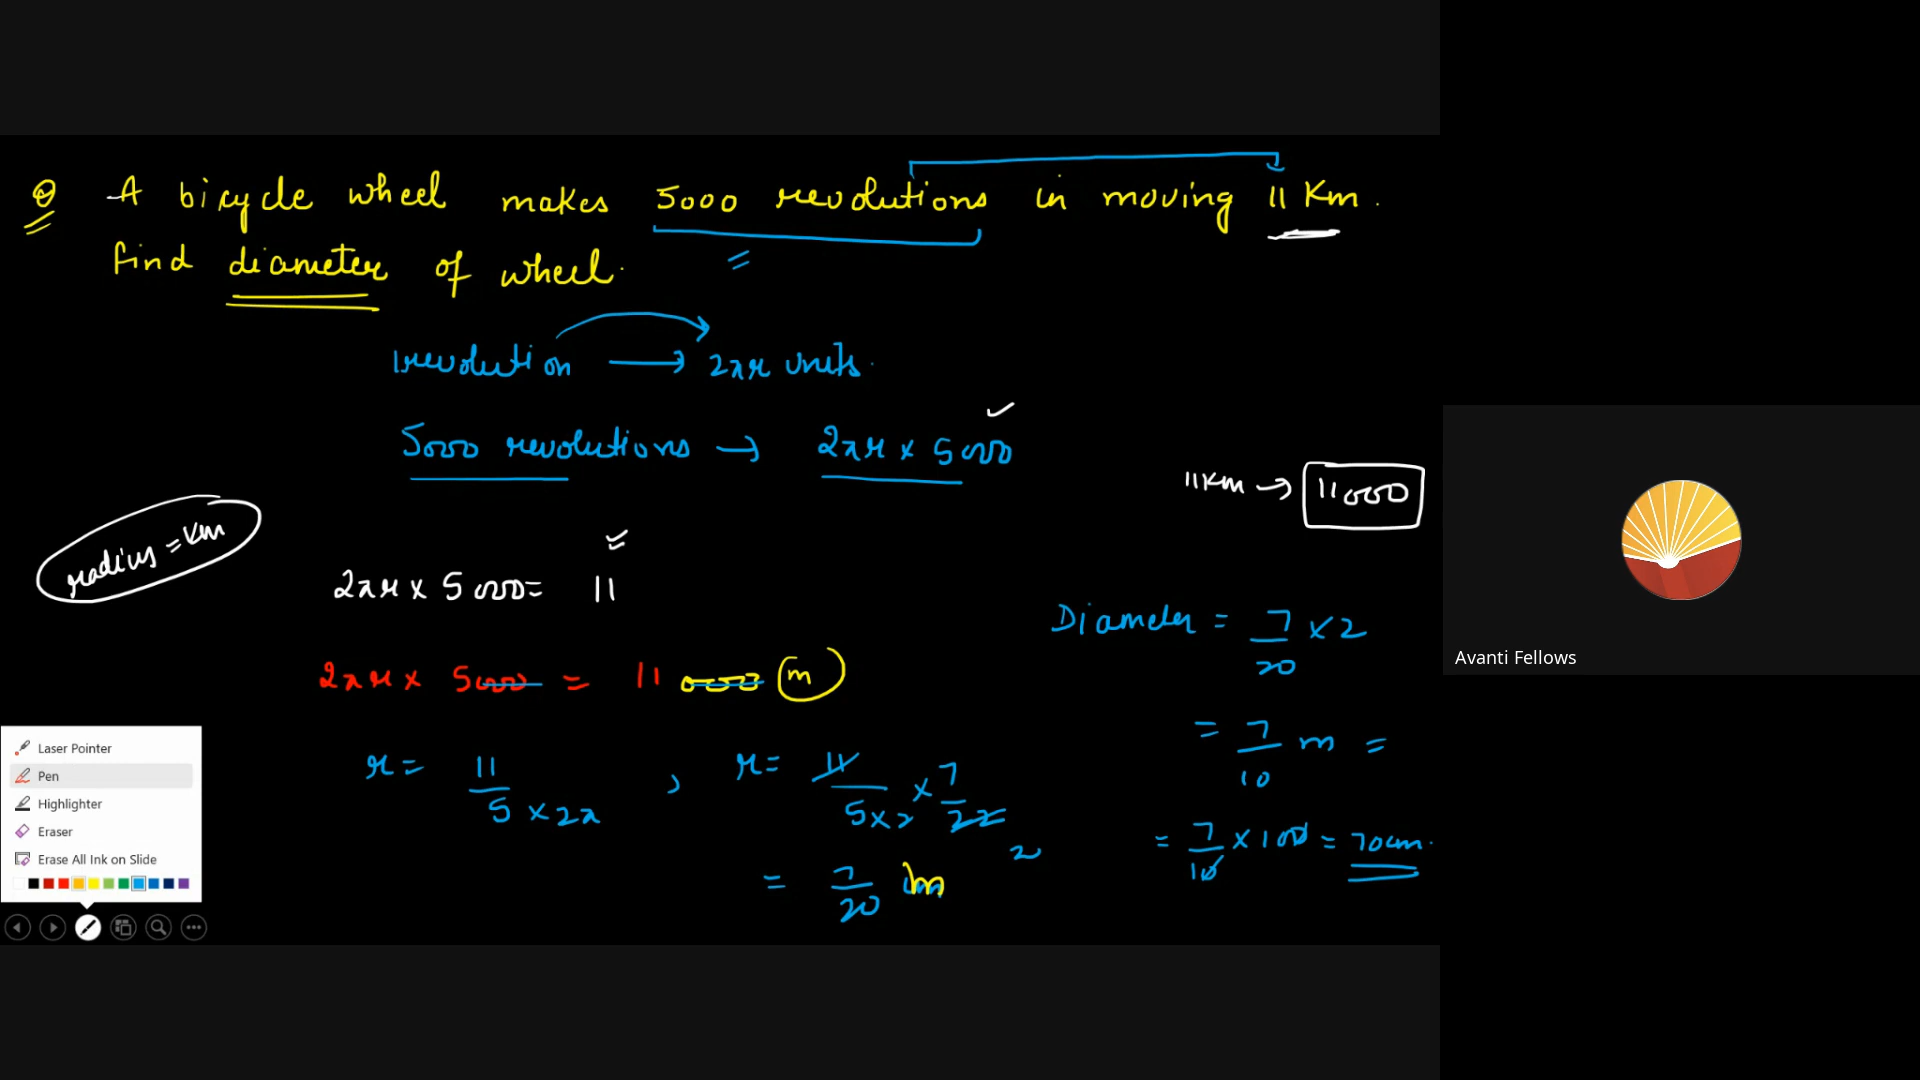 Q A bicycle wheel makes 5000 revolutions in moving 11 Km.
find diameter of wheel.
1 revolution → 2πr units.
5000 revolutions → 2πr × 5000
11Km → 11000
radius = Km
2πr × 5000 = 11
2πr × 5000 = 11 000 m
r = 11/5 × 2π , r = 11/5×2 × 7/22 2
= 7/20 m
Diameter = 7/20 × 2
= 7/10 m =
= 7/10 × 100 = 70cm.
Laser Pointer
Pen
Highlighter
Eraser
Erase All Ink on Slide
Avanti Fellows